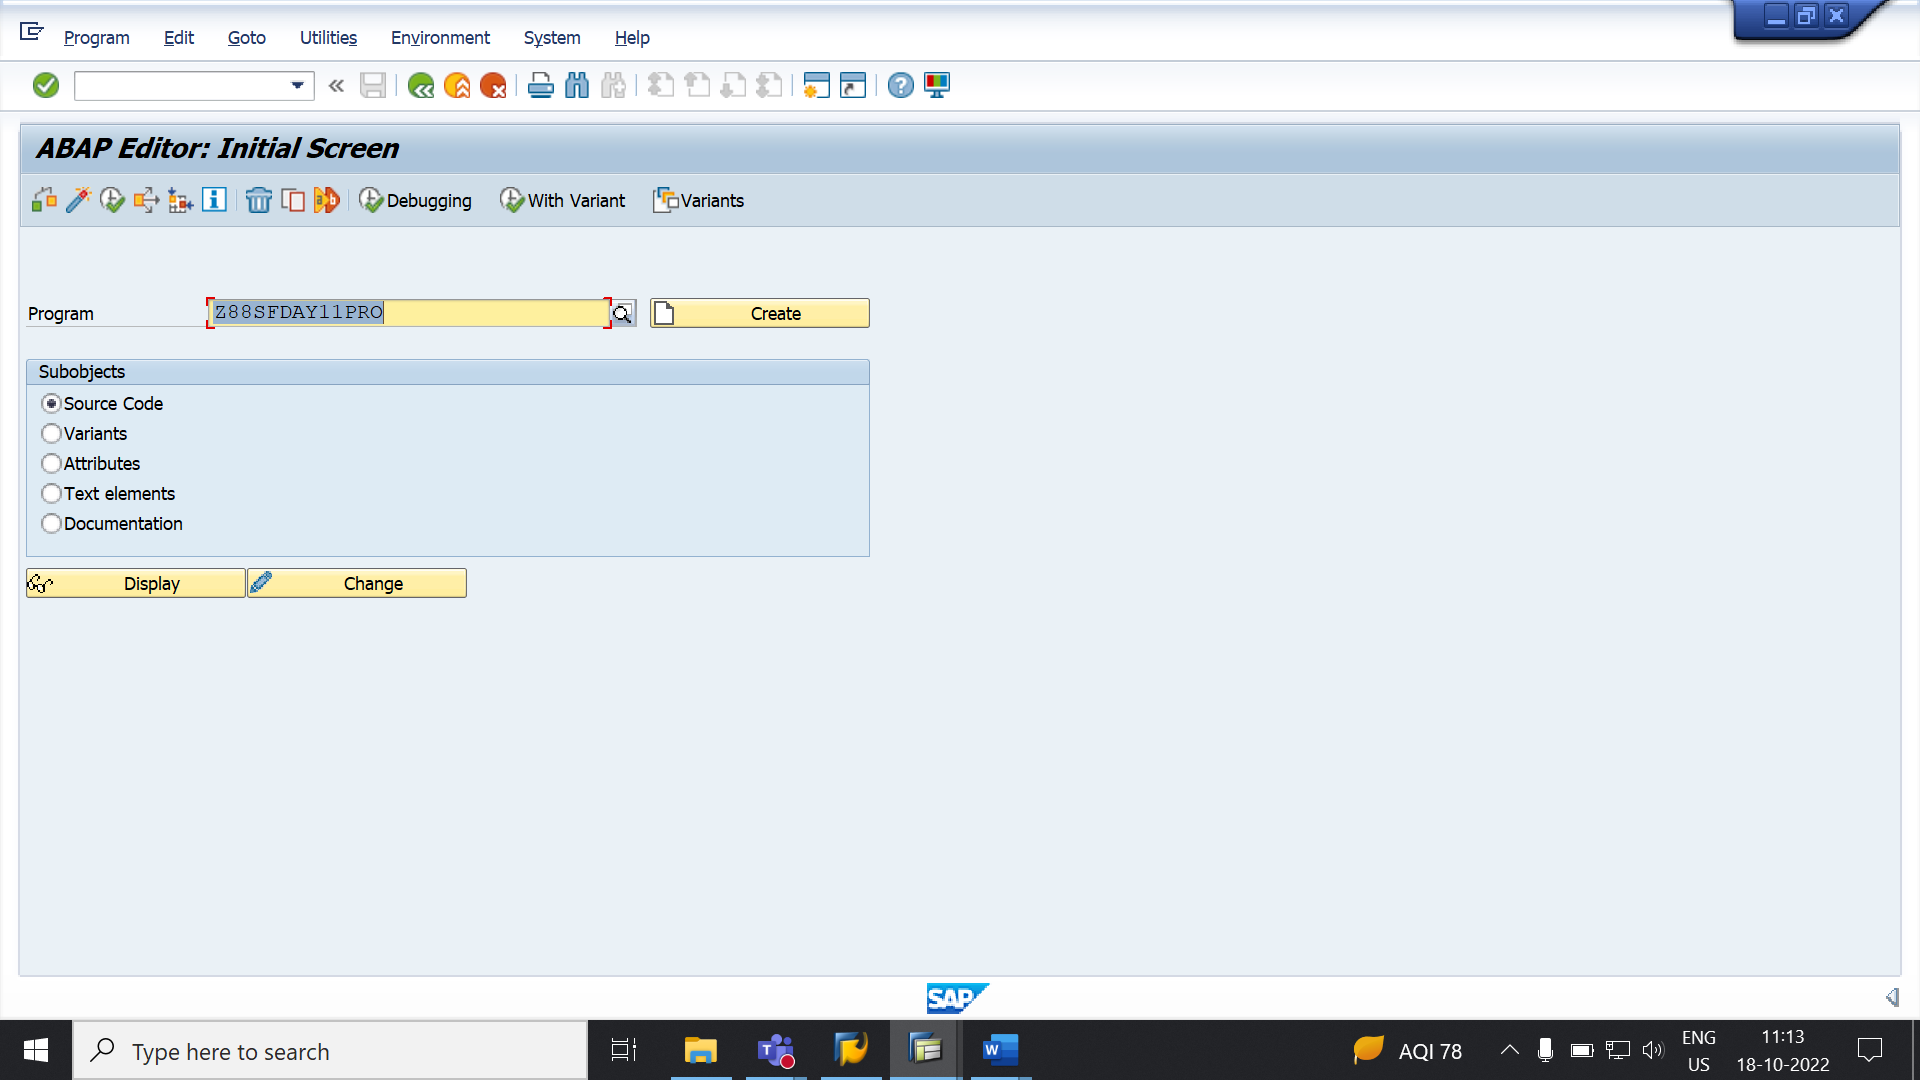 Program Edit Goto Utilities Environment System Help
ABAP Editor: Initial Screen
Debugging With Variant Variants
Program Z88SFDAY11PRO Create
Subobjects
Source Code
Variants
Attributes
Text elements
Documentation
Display Change
SAP
Type here to search
AQI 78
ENG
US
11:13
18-10-2022